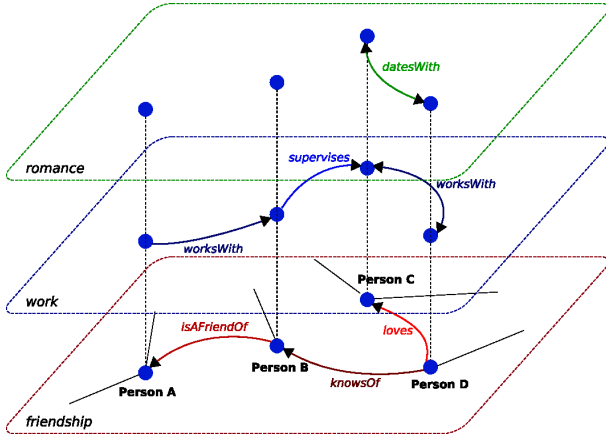 datesWith
romance
supervises
worksWith
worksWith
Person C
work
isAFriendOf
loves
Person B
knowsOf
Person D
Person A
friendship